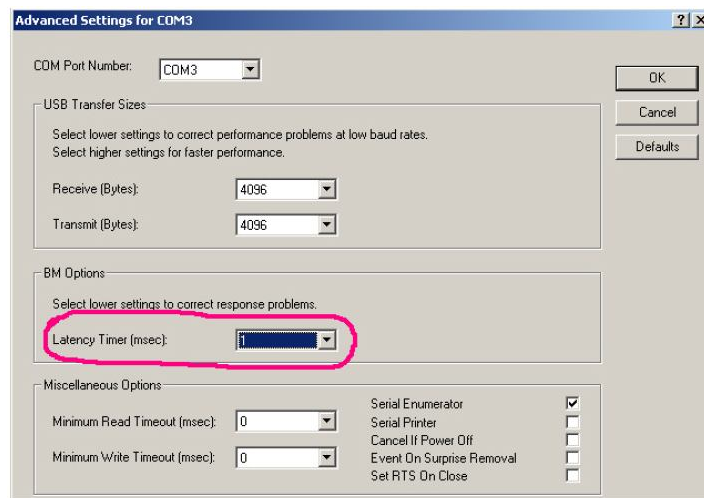 Advanced Settings for COM3
COM Port Number: COM3
OK
Cancel
Defaults
USB Transfer Sizes
Select lower settings to correct performance problems at low baud rates.
Select higher settings for faster performance.
Receive (Bytes): 4096
Transmit (Bytes): 4096
BM Options
Select lower settings to correct response problems.
Latency Timer (msec): 1
Miscellaneous Options
Minimum Read Timeout (msec): 0
Minimum Write Timeout (msec): 0
Serial Enumerator
Serial Printer
Cancel If Power Off
Event On Surprise Removal
Set RTS On Close